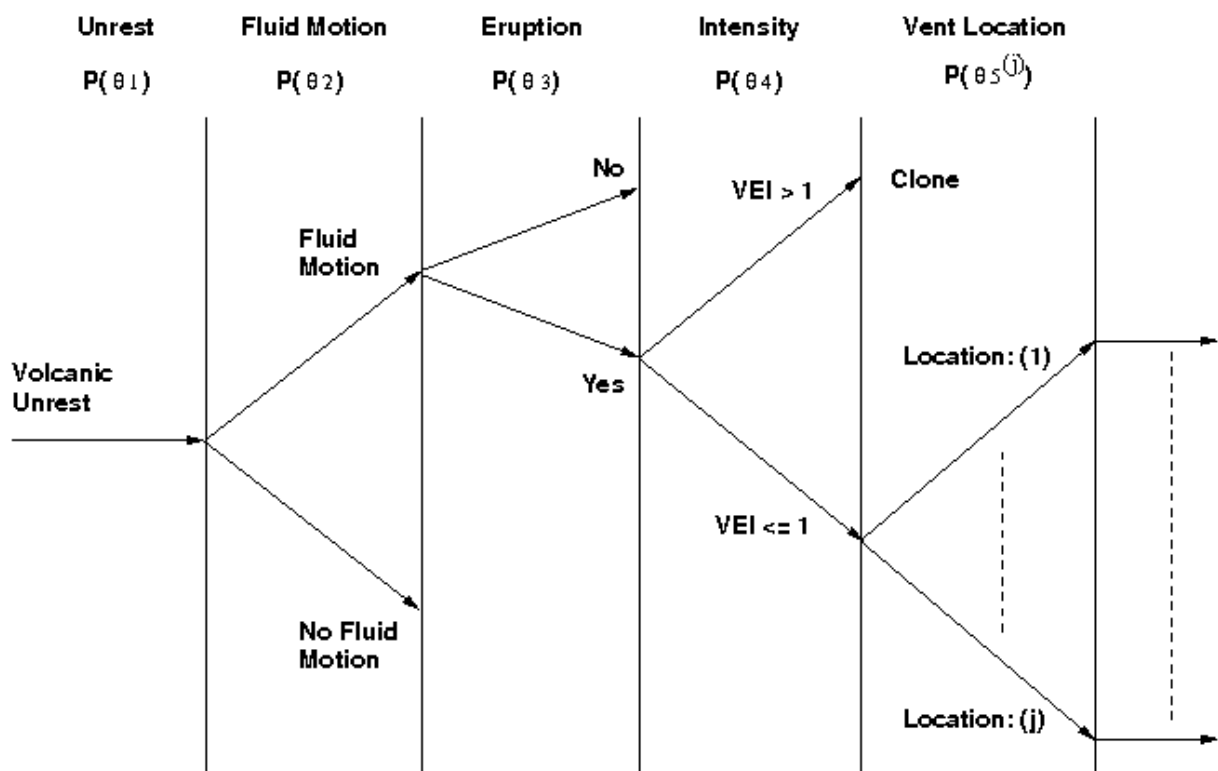 Unrest Fluid Motion Eruption Intensity Vent Location
P(θ1) P(θ2) P(θ3) P(θ4) P(θ5(j))
No
VEI > 1
Clone
Fluid
Motion
Location: (1)
Volcanic
Unrest
Yes
VEI <= 1
No Fluid
Motion
Location: (j)